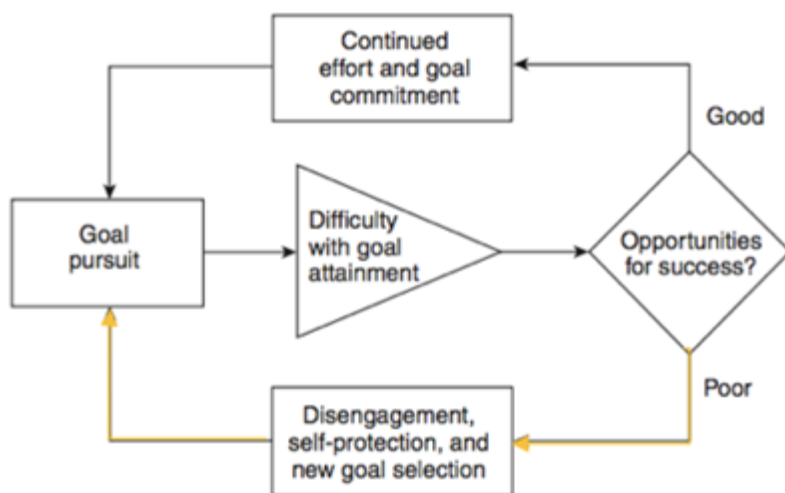 Continued
effort and goal
commitment
Good
Goal
pursuit
Difficulty
with goal
attainment
Opportunities
for success?
Poor
Disengagement,
self-protection, and
new goal selection